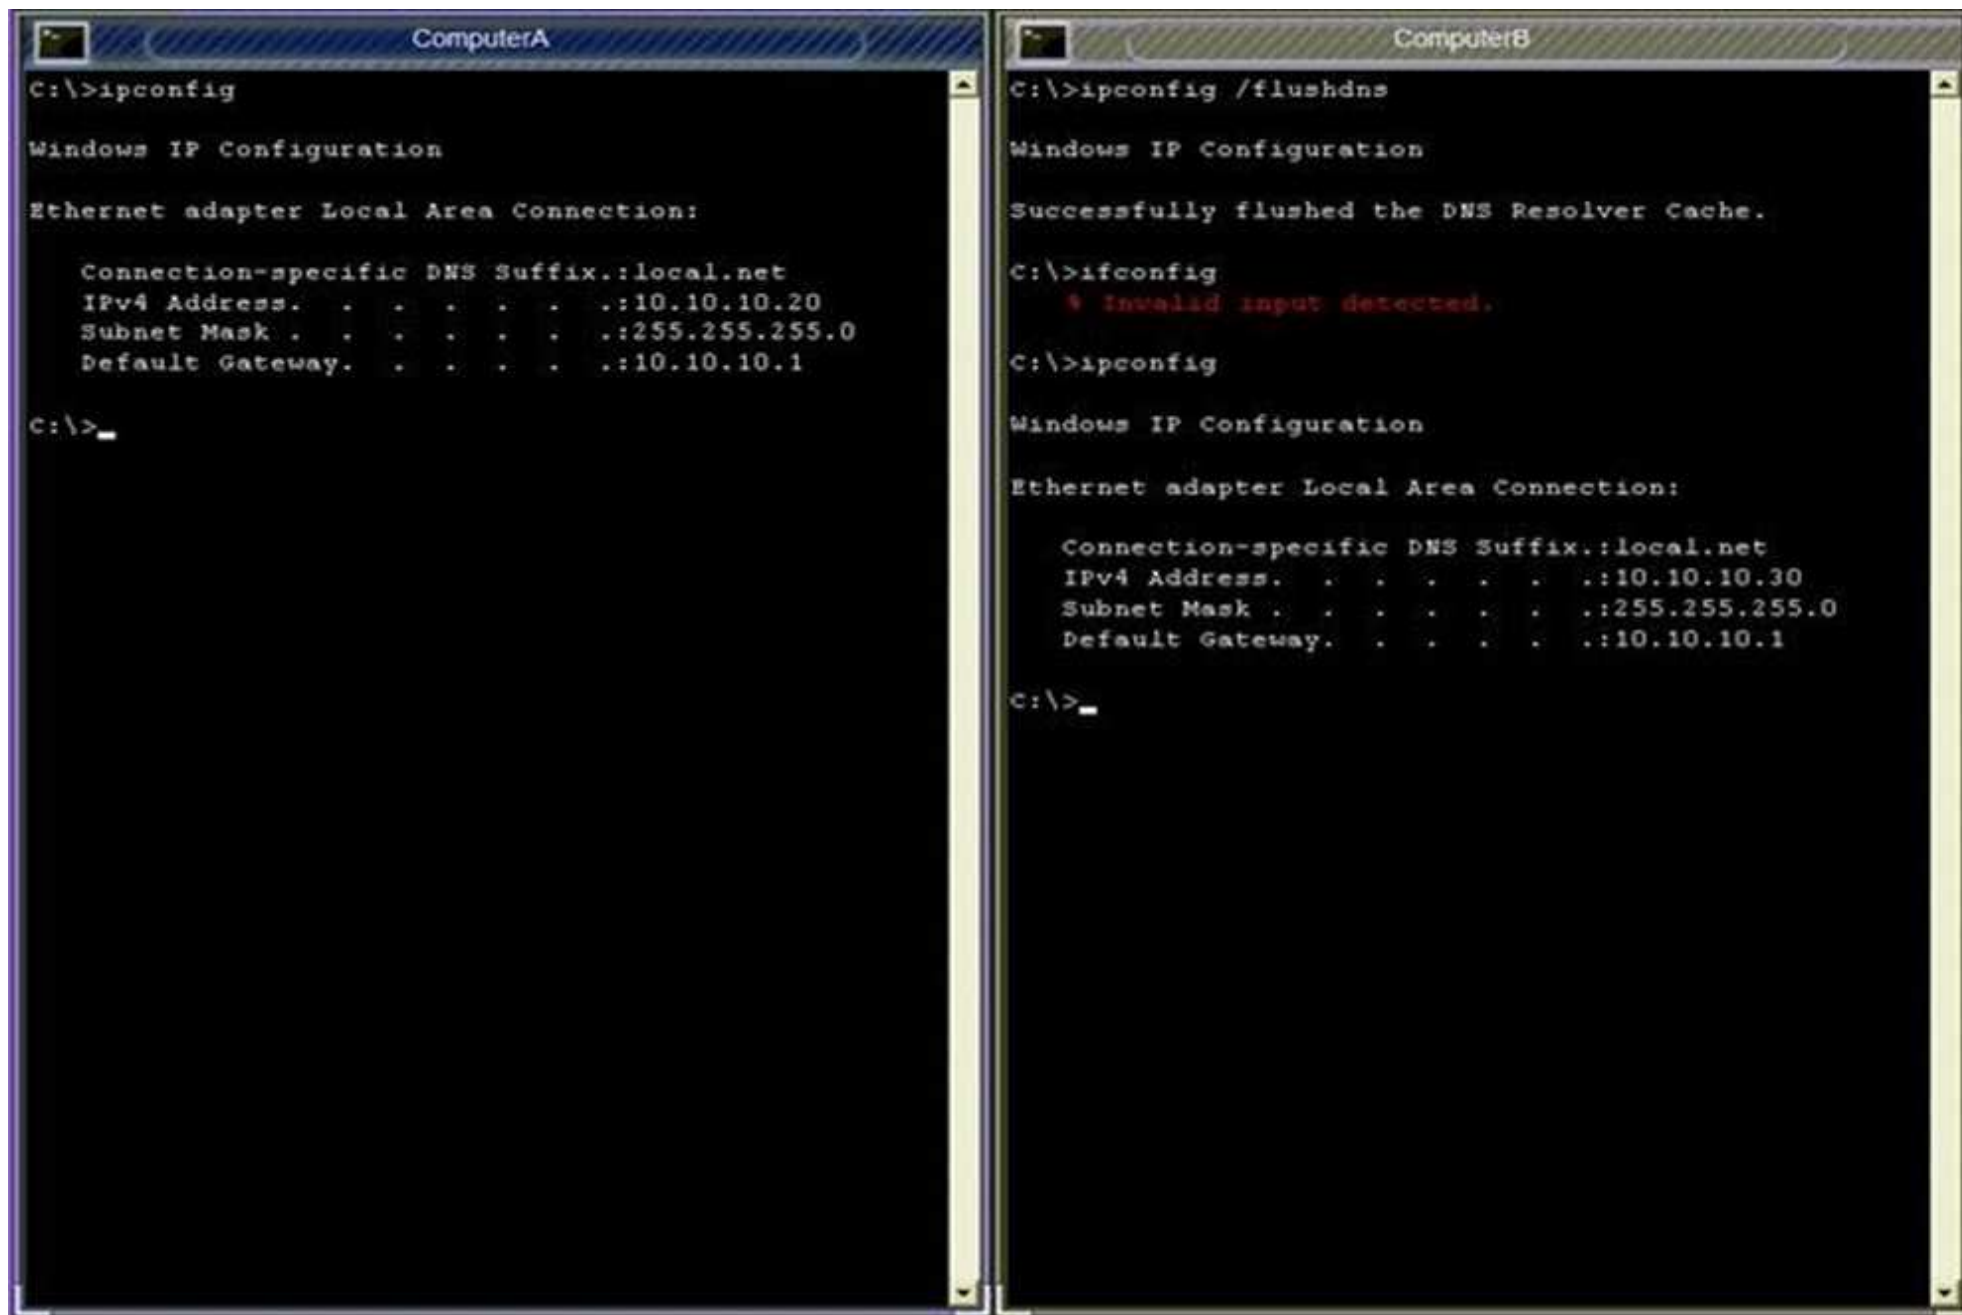 ComputerA
C:\>ipconfig
Windows IP Configuration
Ethernet adapter Local Area Connection:
Connection-specific DNS Suffix.:local.net
IPv4 Address. . . . . . .:10.10.10.20
Subnet Mask . . . . . . .:255.255.255.0
Default Gateway. . . . . .:10.10.10.1
C:\>
ComputerB
C:\>ipconfig /flushdns
Windows IP Configuration
Successfully flushed the DNS Resolver Cache.
C:\>ifconfig
% Invalid input detected.
C:\>ipconfig
Windows IP Configuration
Ethernet adapter Local Area Connection:
Connection-specific DNS Suffix.:local.net
IPv4 Address. . . . . . .:10.10.10.30
Subnet Mask . . . . . . .:255.255.255.0
Default Gateway. . . . . .:10.10.10.1
C:\>